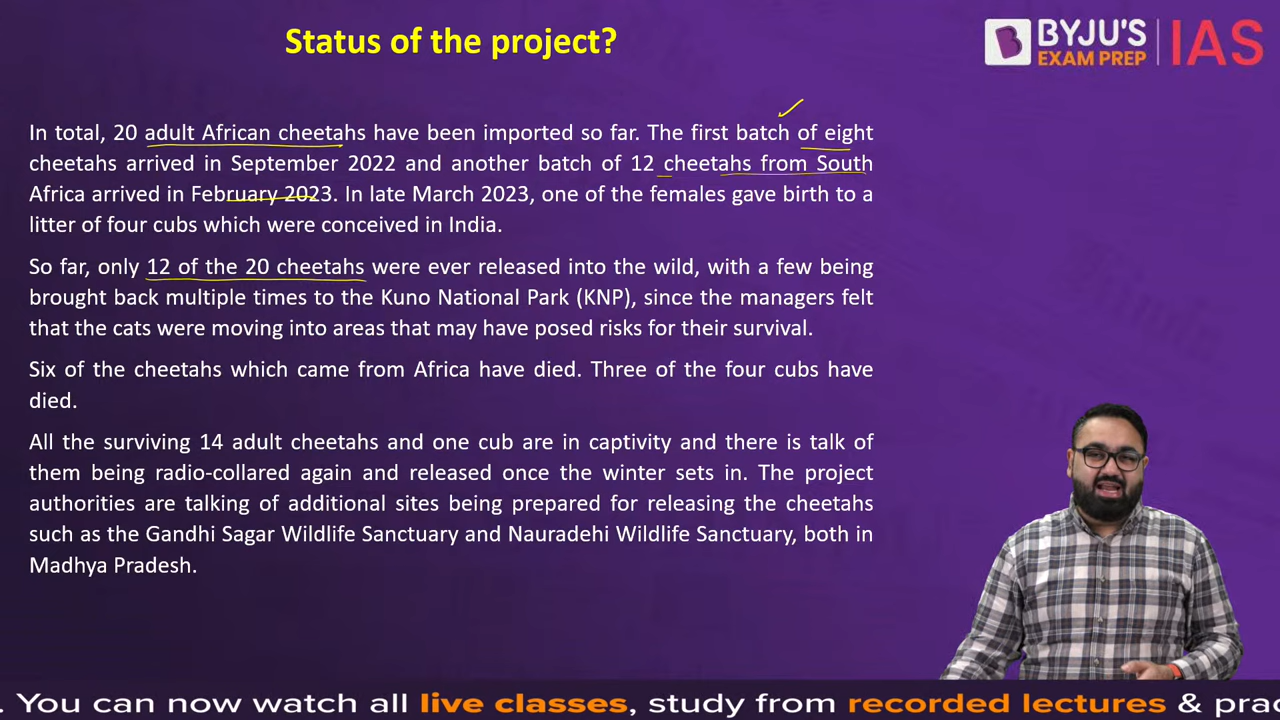 Status of the project?
BYJU'S
EXAM PREP
IAS
In total, 20 adult African cheetahs have been imported so far. The first batch of eight
cheetahs arrived in September 2022 and another batch of 12 cheetahs from South
Africa arrived in February 2023. In late March 2023, one of the females gave birth to a
litter of four cubs which were conceived in India.
So far, only 12 of the 20 cheetahs were ever released into the wild, with a few being
brought back multiple times to the Kuno National Park (KNP), since the managers felt
that the cats were moving into areas that may have posed risks for their survival.
Six of the cheetahs which came from Africa have died. Three of the four cubs have
died.
All the surviving 14 adult cheetahs and one cub are in captivity and there is talk of
them being radio-collared again and released once the winter sets in. The project
authorities are talking of additional sites being prepared for releasing the cheetahs
such as the Gandhi Sagar Wildlife Sanctuary and Nauradehi Wildlife Sanctuary, both in
Madhya Pradesh.
. You can now watch all live classes, study from recorded lectures & prac